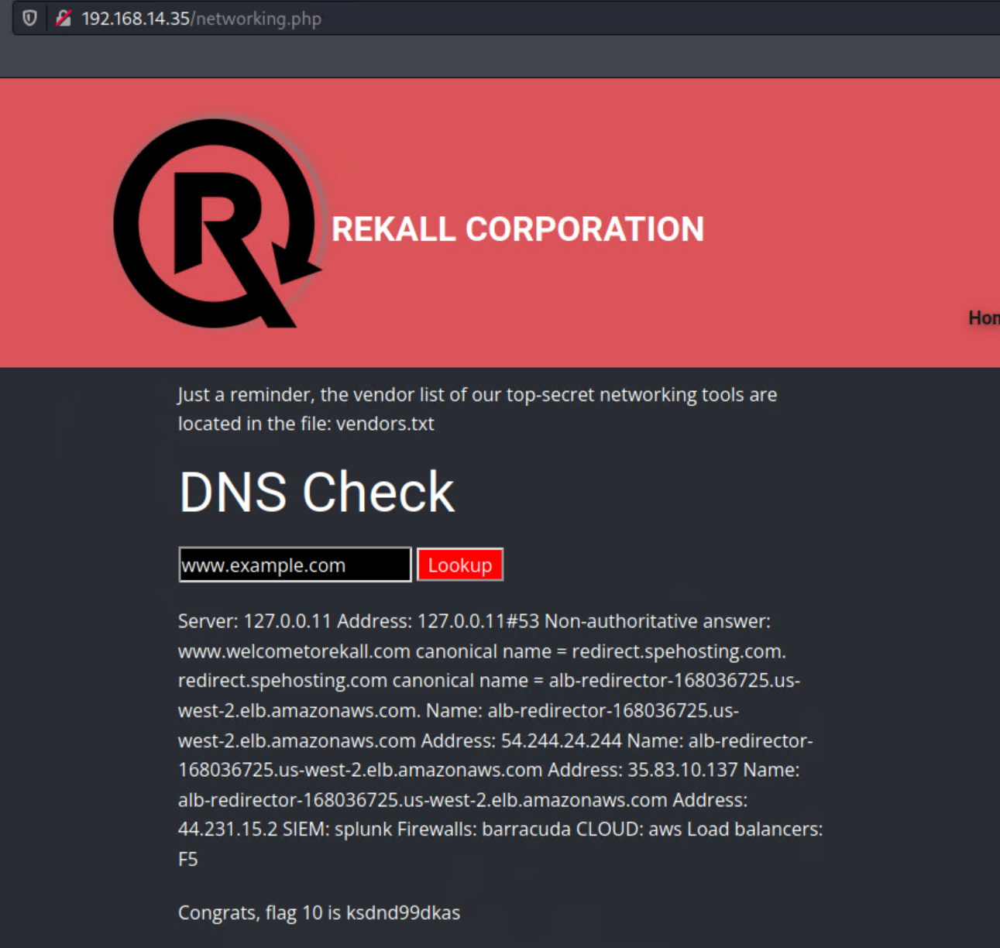 192.168.14.35/networking.php
REKALL CORPORATION
Hom
Just a reminder, the vendor list of our top-secret networking tools are
located in the file: vendors.txt
DNS Check
www.example.com Lookup
Server: 127.0.0.11 Address: 127.0.0.11#53 Non-authoritative answer:
www.welcometorekall.com canonical name = redirect.spehosting.com.
redirect.spehosting.com canonical name = alb-redirector-168036725.us-
west-2.elb.amazonaws.com. Name: alb-redirector-168036725.us-
west-2.elb.amazonaws.com Address: 54.244.24.244 Name: alb-redirector-
168036725.us-west-2.elb.amazonaws.com Address: 35.83.10.137 Name:
alb-redirector-168036725.us-west-2.elb.amazonaws.com Address:
44.231.15.2 SIEM: splunk Firewalls: barracuda CLOUD: aws Load balancers:
F5
Congrats, flag 10 is ksdnd99dkas